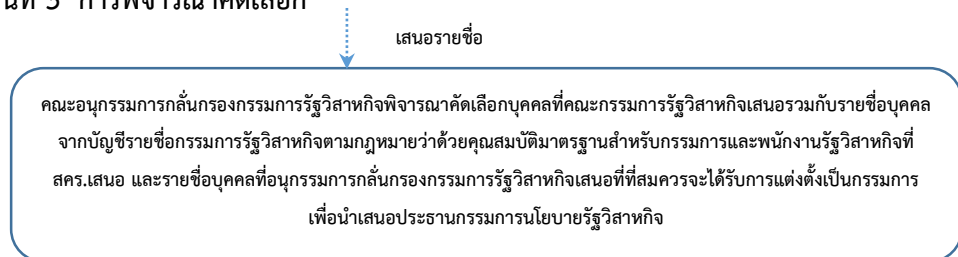 นที่ 3 การพิจารณาคัดเลือก
เสนอรายชื่อ
คณะอนุกรรมการกลั่นกรองกรรมการรัฐวิสาหกิจพิจารณาคัดเลือกบุคคลที่คณะกรรมการรัฐวิสาหกิจเสนอรวมกับรายชื่อบุคคล
จากบัญชีรายชื่อกรรมการรัฐวิสาหกิจตามกฎหมายว่าด้วยคุณสมบัติมาตรฐานสำหรับกรรมการและพนักงานรัฐวิสาหกิจที่
สคร.เสนอ และรายชื่อบุคคลที่อนุกรรมการกลั่นกรองกรรมการรัฐวิสาหกิจเสนอที่ที่สมควรจะได้รับการแต่งตั้งเป็นกรรมการ
เพื่อนำเสนอประธานกรรมการนโยบายรัฐวิสาหกิจ